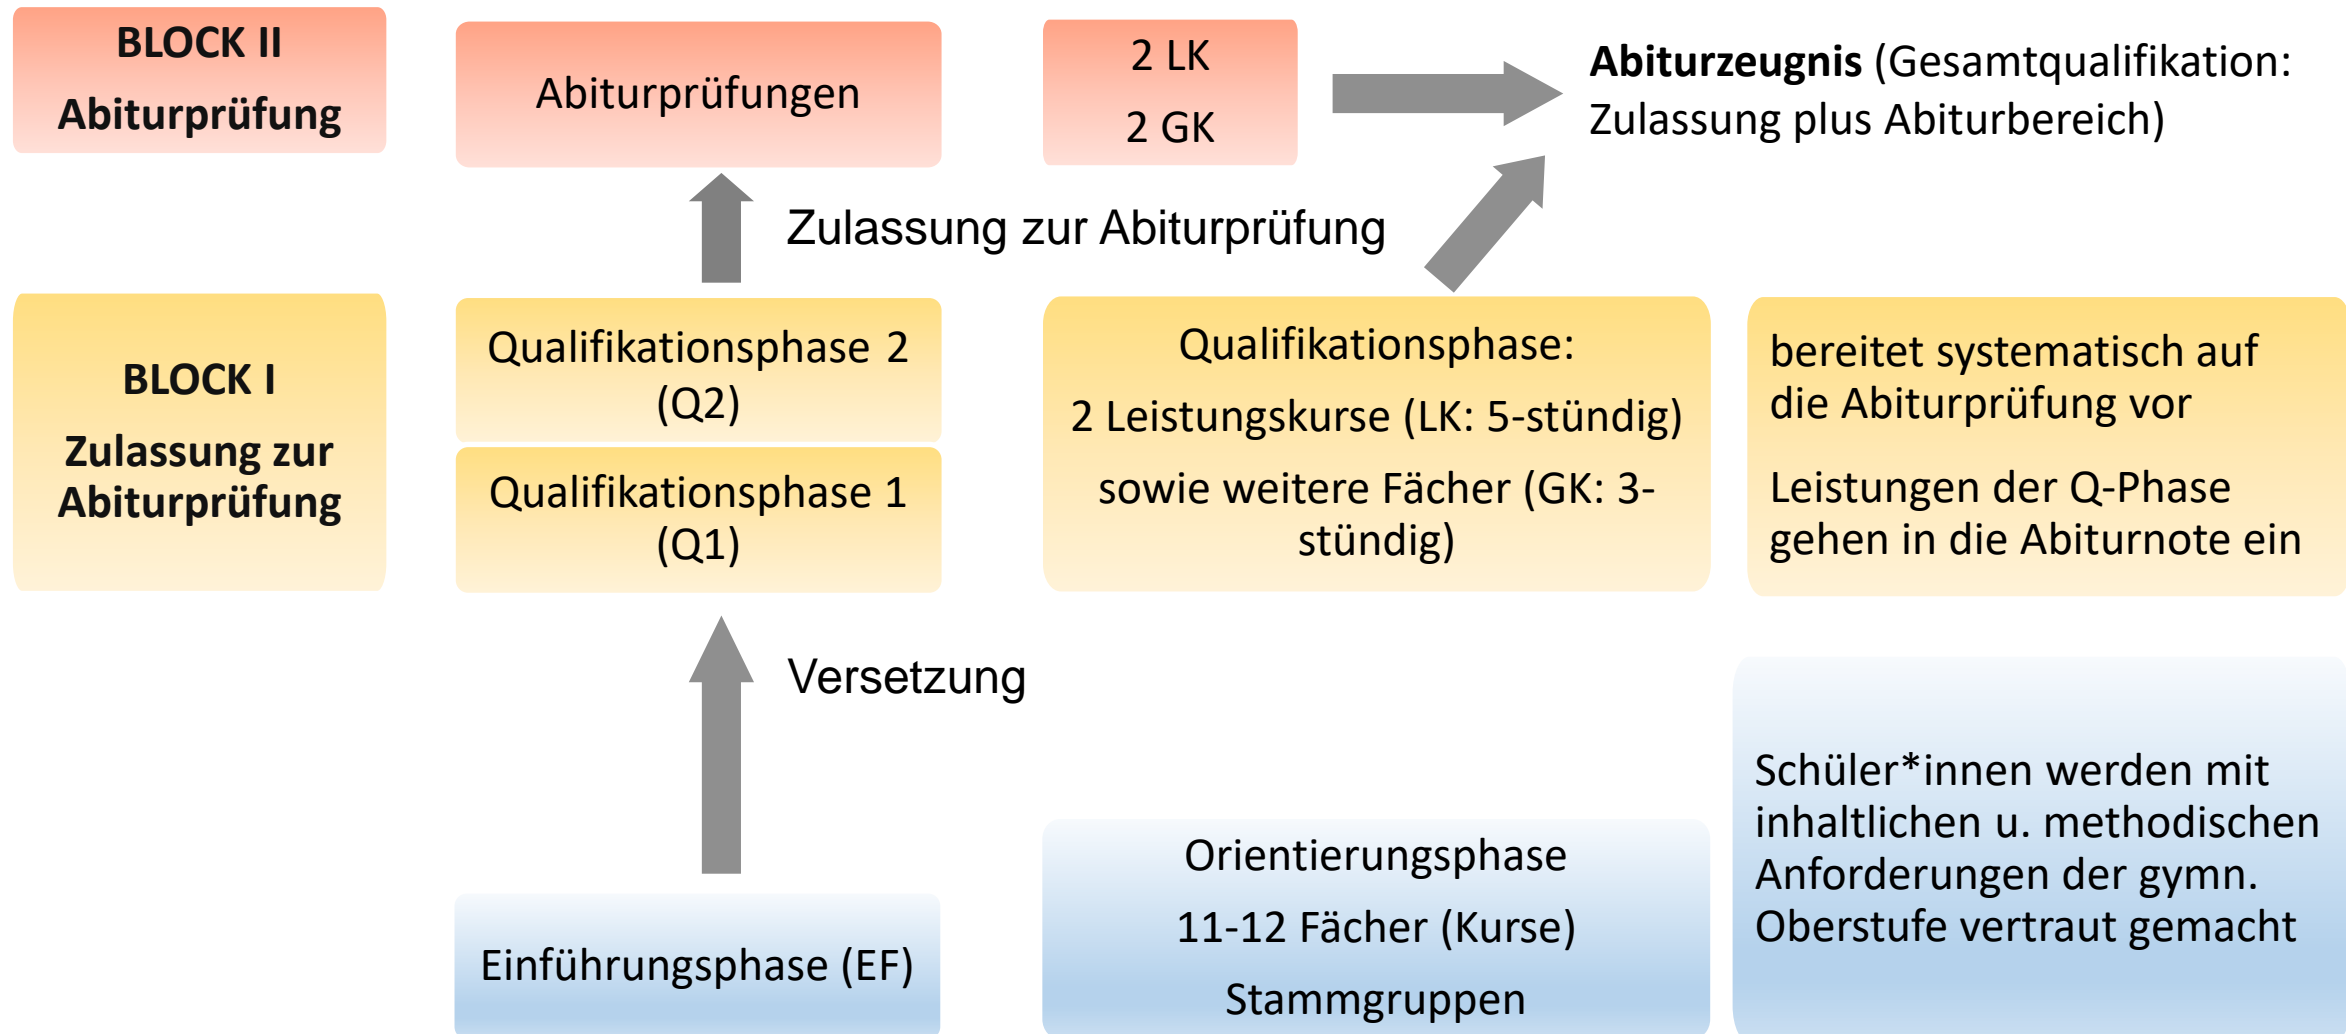 BLOCK II
Abiturprüfung
Abiturprüfungen
2 LK
2 GK
Abiturzeugnis (Gesamtqualifikation:
Zulassung plus Abiturbereich)
Zulassung zur Abiturprüfung
BLOCK I
Zulassung zur
Abiturprüfung
Qualifikationsphase 2
(Q2)
Qualifikationsphase 1
(Q1)
Qualifikationsphase:
2 Leistungskurse (LK: 5-stündig)
sowie weitere Fächer (GK: 3-
stündig)
bereitet systematisch auf
die Abiturprüfung vor
Leistungen der Q-Phase
gehen in die Abiturnote ein
Versetzung
Einführungsphase (EF)
Orientierungsphase
11-12 Fächer (Kurse)
Stammgruppen
Schüler*innen werden mit
inhaltlichen u. methodischen
Anforderungen der gymn.
Oberstufe vertraut gemacht